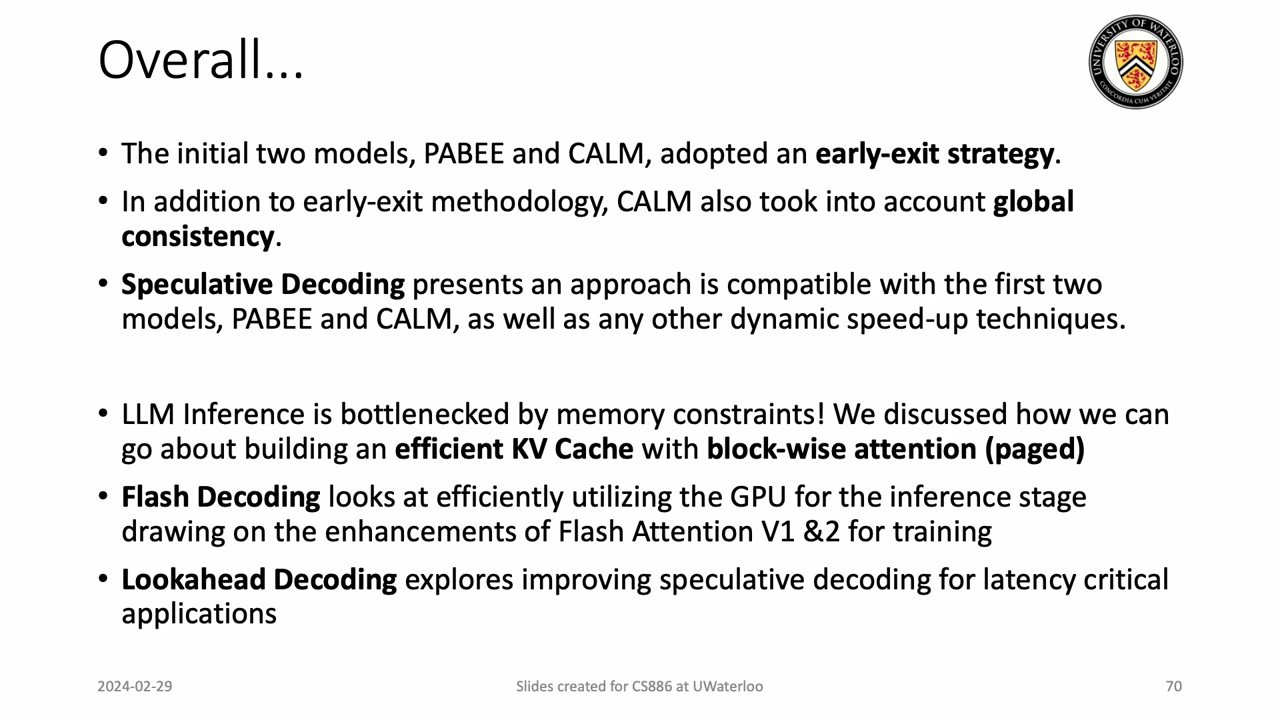 Overall...
UNIVERSITY OF WATERLOO
CONCORDIA CUM VERITATE
• The initial two models, PABEE and CALM, adopted an early-exit strategy.
• In addition to early-exit methodology, CALM also took into account global
consistency.
• Speculative Decoding presents an approach is compatible with the first two
models, PABEE and CALM, as well as any other dynamic speed-up techniques.
• LLM Inference is bottlenecked by memory constraints! We discussed how we can
go about building an efficient KV Cache with block-wise attention (paged)
• Flash Decoding looks at efficiently utilizing the GPU for the inference stage
drawing on the enhancements of Flash Attention V1 &2 for training
• Lookahead Decoding explores improving speculative decoding for latency critical
applications
2024-02-29
Slides created for CS886 at UWaterloo
70